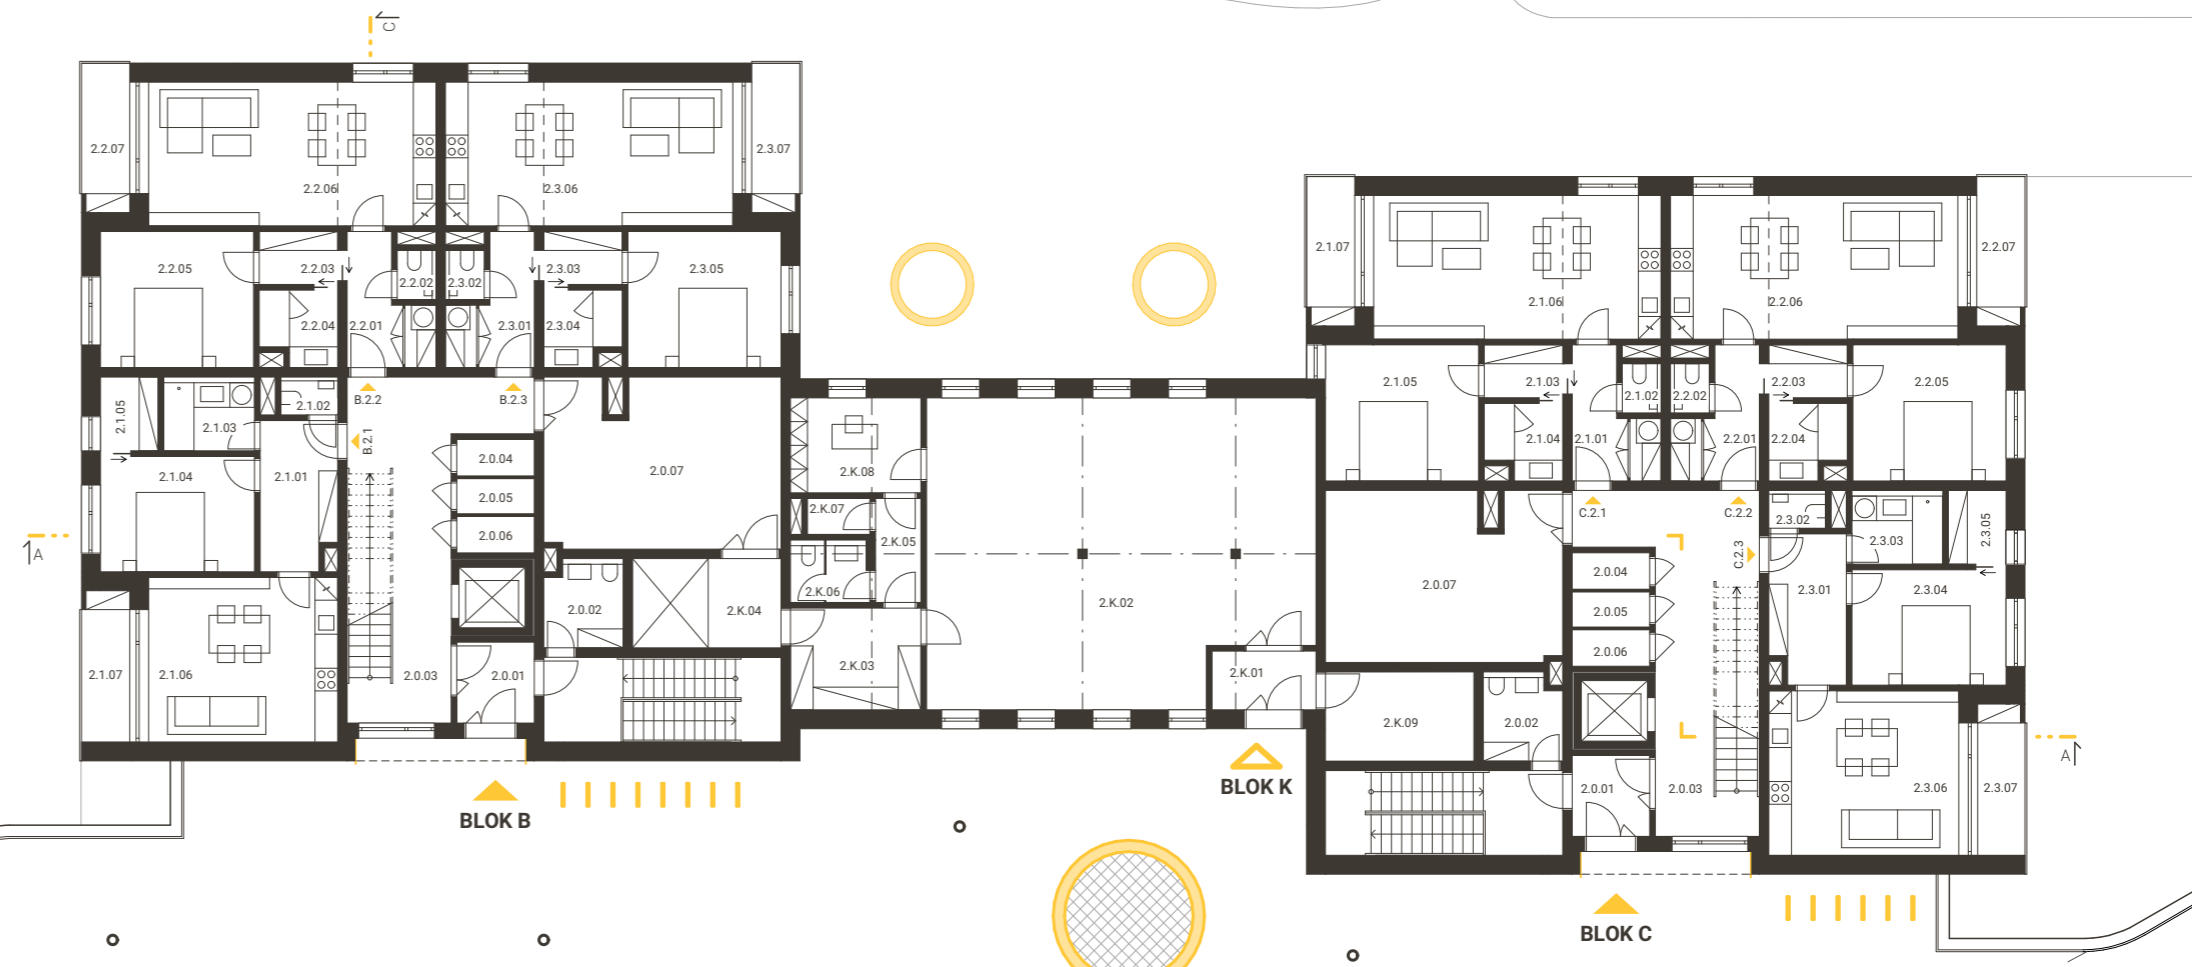 C
2.2.07
2.2.06
2.3.06
2.3.07
2.2.05
2.2.03
2.2.02
2.3.02
2.3.03
2.3.05
2.2.04
2.2.01
2.3.01
2.3.04
B.2.2
B.2.3
2.1.05
2.1.03
2.1.02
B.2.1
2.1.04
2.1.01
2.0.04
2.0.05
2.0.06
2.0.07
A
2.1.07
2.1.06
2.0.03
2.0.01
2.0.02
2.K.04
BLOK B
2.K.08
2.K.07
2.K.05
2.K.06
2.K.03
2.K.02
2.K.01
BLOK K
2.1.07
2.1.06
2.2.06
2.2.07
2.1.05
2.1.03
2.1.02
2.2.02
2.2.03
2.2.05
2.1.04
2.1.01
2.2.01
2.2.04
C.2.1
C.2.2
2.3.02
2.3.03
2.3.05
C.2.3
2.0.07
2.0.04
2.0.05
2.0.06
2.3.01
2.3.04
2.K.09
2.0.02
2.0.01
2.0.03
2.3.06
2.3.07
A
BLOK C